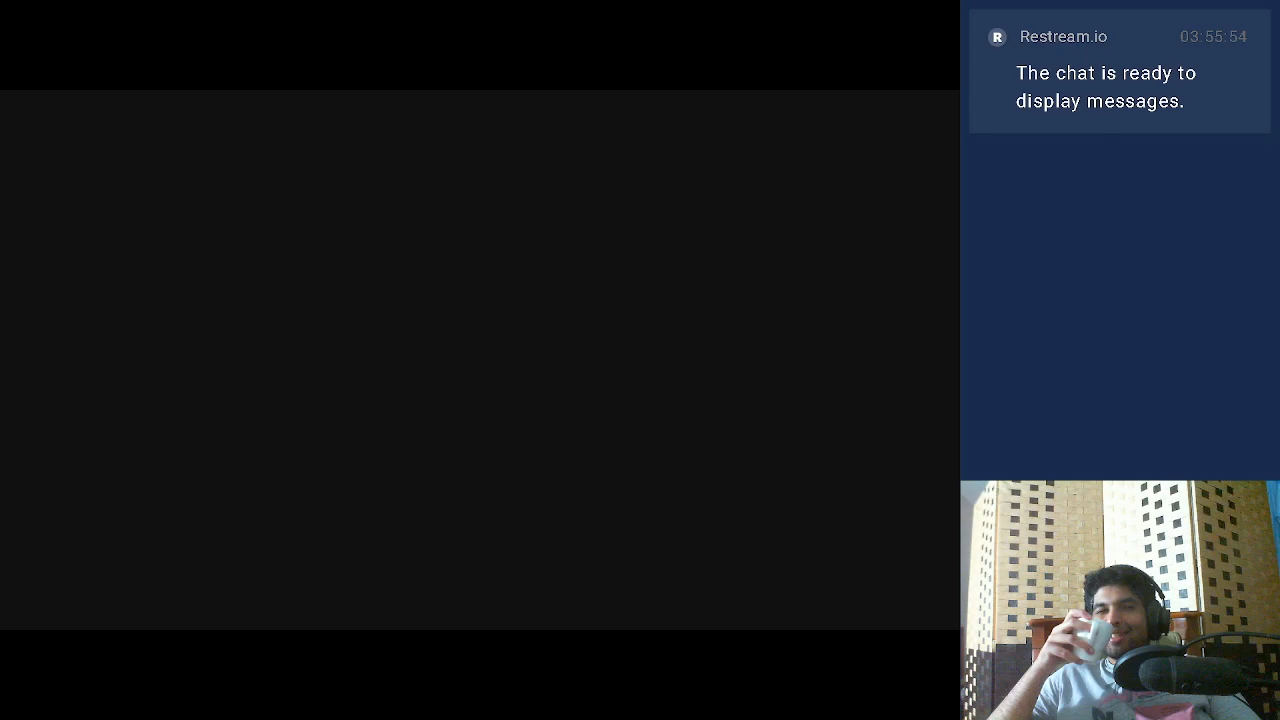 R Restream.io 03:55:54
The chat is ready to
display messages.